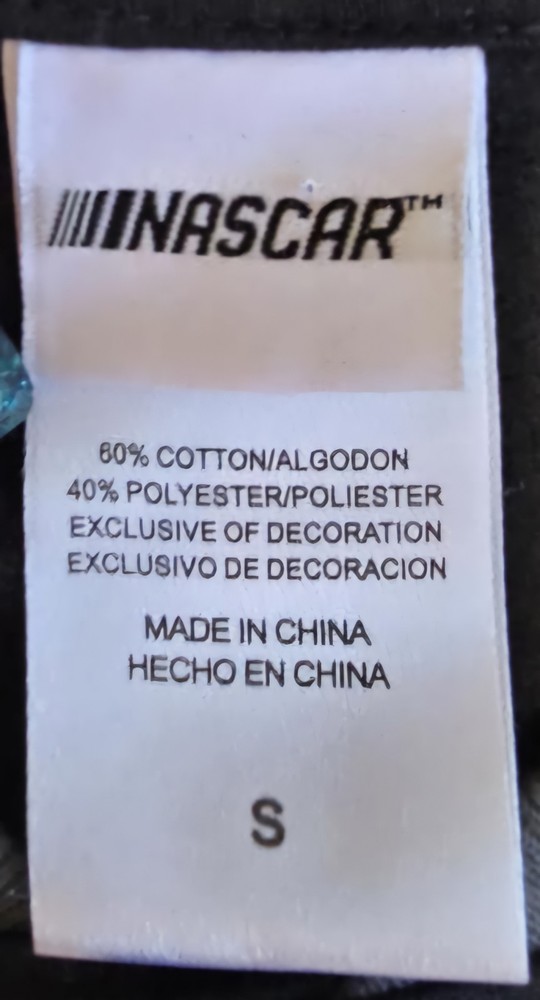 NASCAR™
60% COTTON/ALGODON
40% POLYESTER/POLIESTER
EXCLUSIVE OF DECORATION
EXCLUSIVO DE DECORACION
MADE IN CHINA
HECHO EN CHINA
S